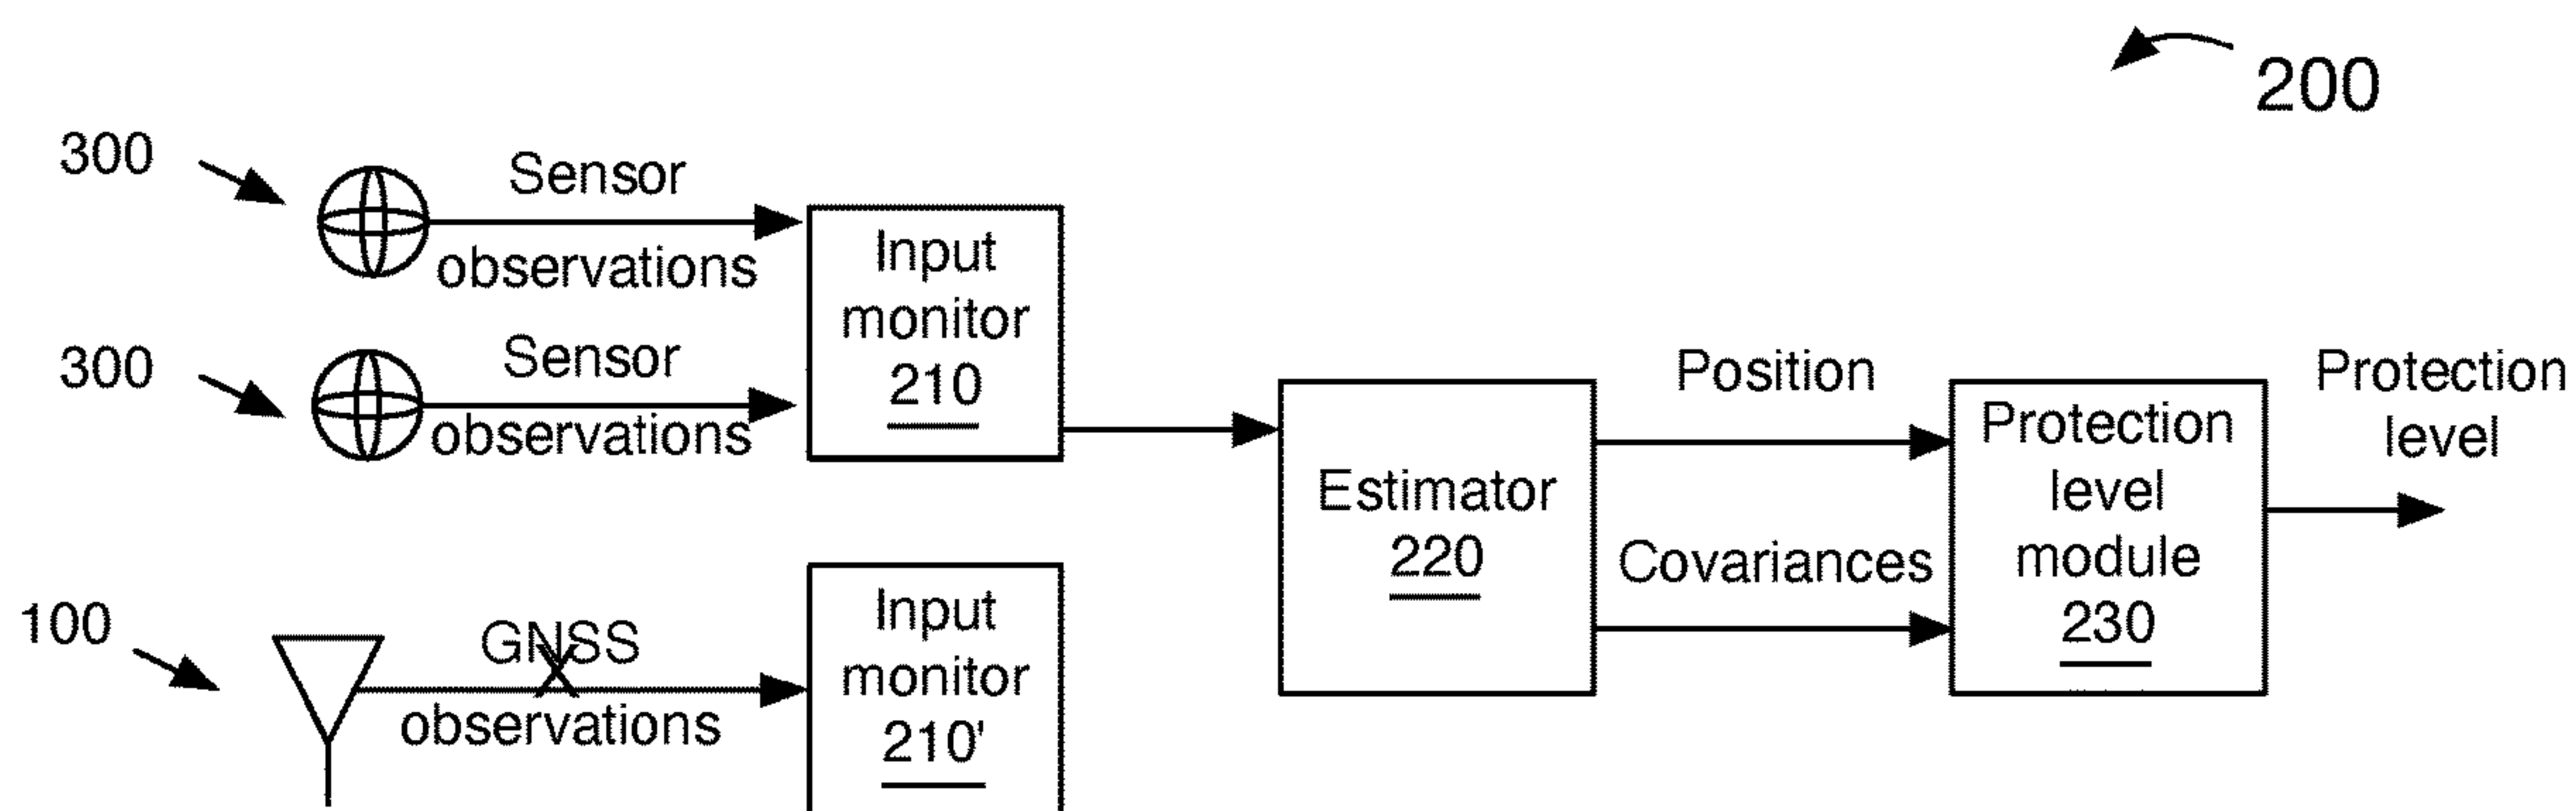 200
300
Sensor
observations
Input
monitor
210
300
Sensor
observations
100
GNSS
observations
Input
monitor
210'
Estimator
220
Position
Covariances
Protection
level
module
230
Protection
level